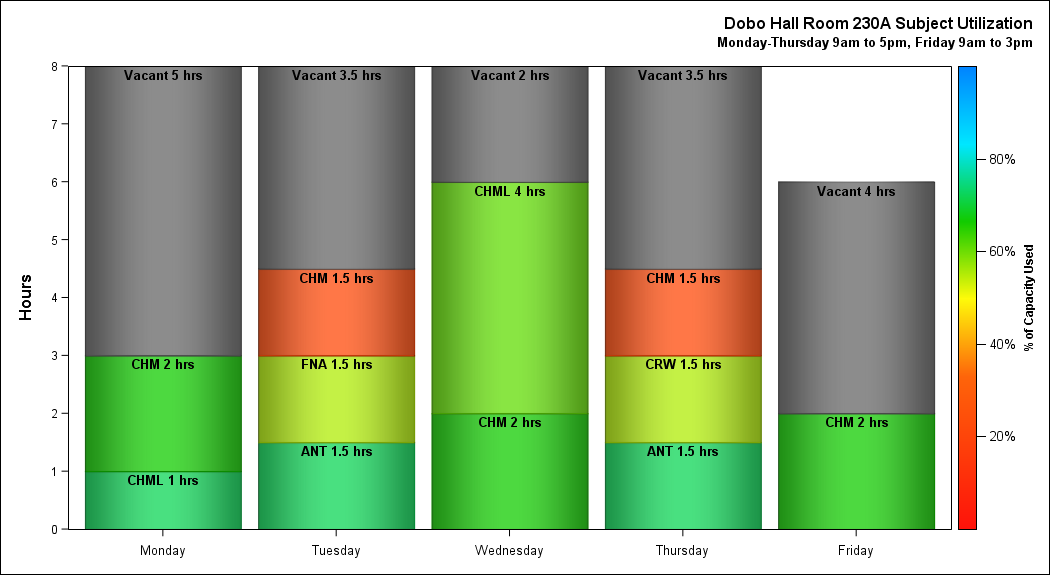 Dobo Hall Room 230A Subject Utilization
Monday-Thursday 9am to 5pm, Friday 9am to 3pm
Hours
8
7
6
5
4
3
2
1
0
Vacant 5 hrs
CHM 2 hrs
CHML 1 hrs
Vacant 3.5 hrs
CHM 1.5 hrs
FNA 1.5 hrs
ANT 1.5 hrs
Vacant 2 hrs
CHML 4 hrs
CHM 2 hrs
Vacant 3.5 hrs
CHM 1.5 hrs
CRW 1.5 hrs
ANT 1.5 hrs
Vacant 4 hrs
CHM 2 hrs
Monday
Tuesday
Wednesday
Thursday
Friday
80%
60%
40%
20%
% of Capacity Used